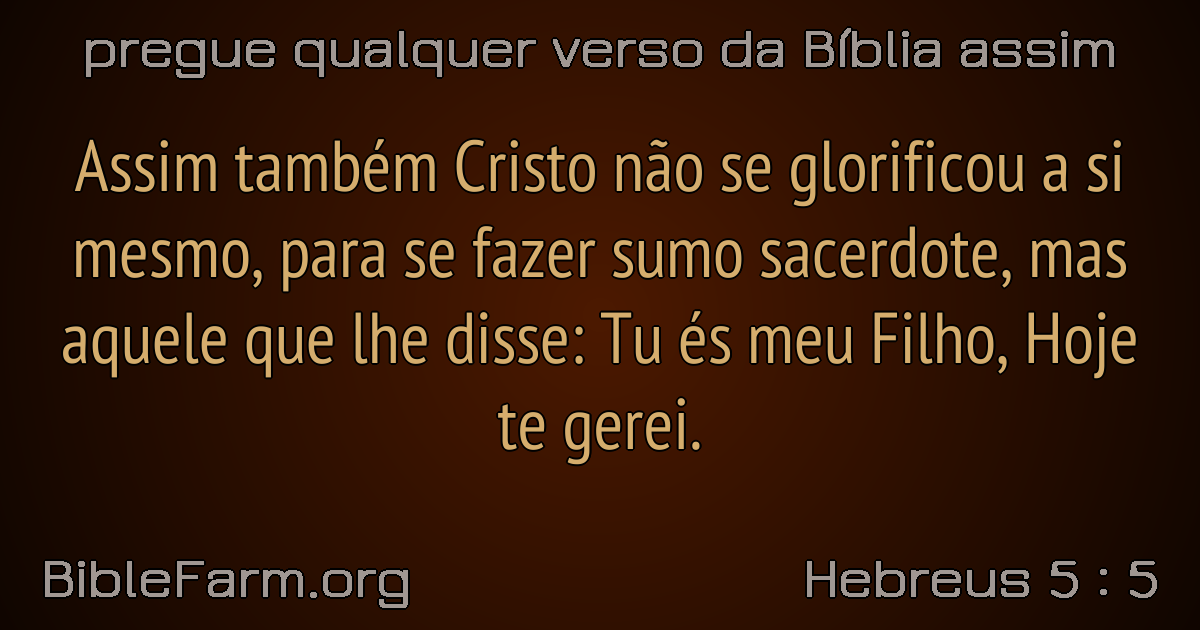 pregue qualquer verso da Bíblia assim
Assim também Cristo não se glorificou a si
mesmo, para se fazer sumo sacerdote, mas
aquele que lhe disse: Tu és meu Filho, Hoje
te gerei.
BibleFarm.org
Hebreus 5 : 5